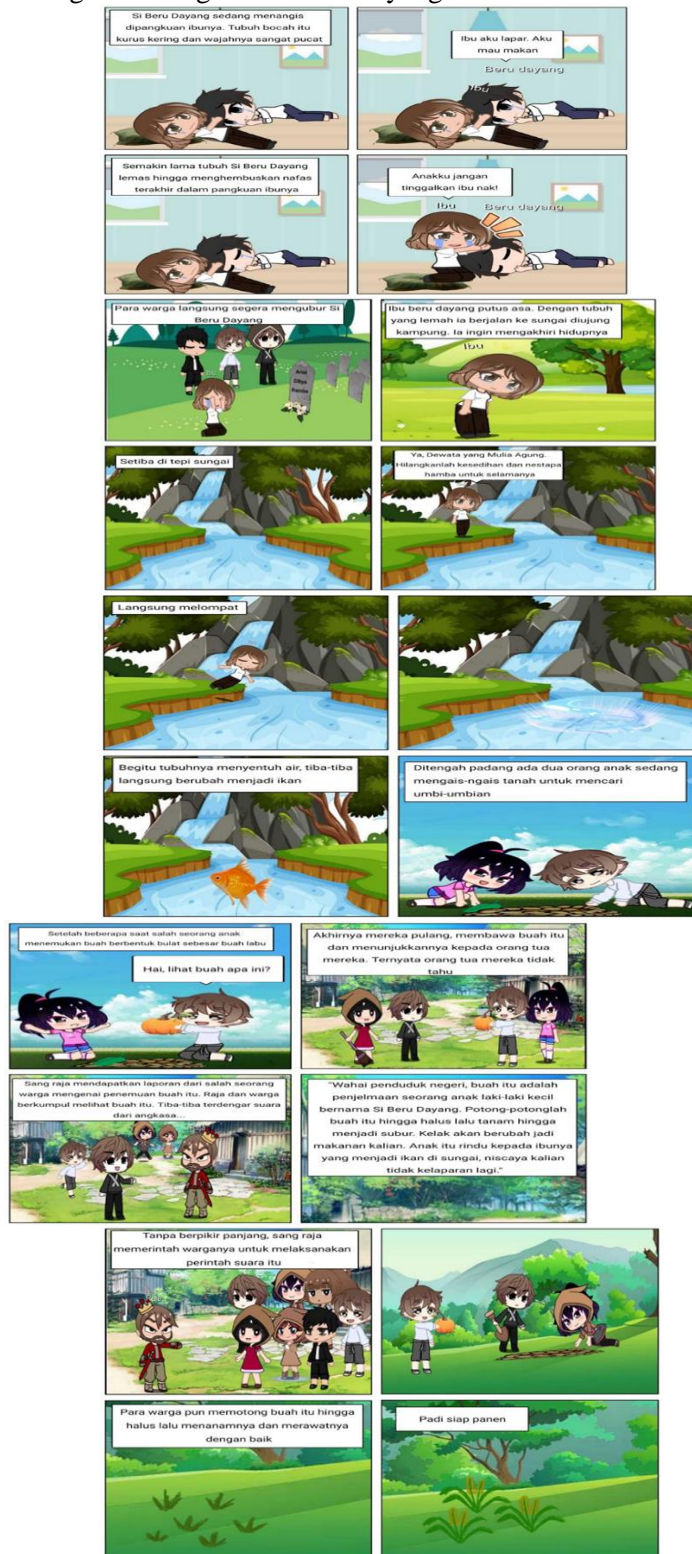 Si Beru Dayang sedang menangis
dipangkuan ibunya. Tubuh bocah itu
kurus kering dan wajahnya sangat pucat
Ibu aku lapar. Aku
mau makan
Beru dayang
Ibu
Semakin lama tubuh Si Beru Dayang
lemas hingga menghembuskan nafas
terakhir dalam pangkuan ibunya
Anakku jangan
tinggalkan ibu nak!
Ibu
Beru dayang
Para warga langsung segera mengubur Si
Beru Dayang
Ibu beru dayang putus asa. Dengan tubuh
yang lemah ia berjalan ke sungai diujung
kampung. Ia ingin mengakhiri hidupnya
Ibu
Setiba di tepi sungai
Ya, Dewata yang Mulia Agung.
Hilangkanlah kesedihan dan nestapa
hamba untuk selamanya
Langsung melompat
Begitu tubuhnya menyentuh air, tiba-tiba
langsung berubah menjadi ikan
Ditengah padang ada dua orang anak sedang
mengais-ngais tanah untuk mencari
umbi-umbian
Setelah beberapa saat salah seorang anak
menemukan buah berbentuk bulat sebesar buah labu
Hai, lihat buah apa ini?
Akhirnya mereka pulang, membawa buah itu
dan menunjukkannya kepada orang tua
mereka. Ternyata orang tua mereka tidak
tahu
Sang raja mendapatkan laporan dari salah seorang
warga mengenai penemuan buah itu. Raja dan warga
berkumpul melihat buah itu. Tiba-tiba terdengar suara
dari angkasa...
"Wahai penduduk negeri, buah itu adalah
penjelmaan seorang anak laki-laki kecil
bernama Si Beru Dayang. Potong-potonglah
buah itu hingga halus lalu tanam hingga
menjadi subur. Kelak akan berubah jadi
makanan kalian. Anak itu rindu kepada ibunya
yang menjadi ikan di sungai, niscaya kalian
tidak kelaparan lagi."
Tanpa berpikir panjang, sang raja
memerintah warganya untuk melaksanakan
perintah suara itu
Para warga pun memotong buah itu hingga
halus lalu menanamnya dan merawatnya
dengan baik
Padi siap panen